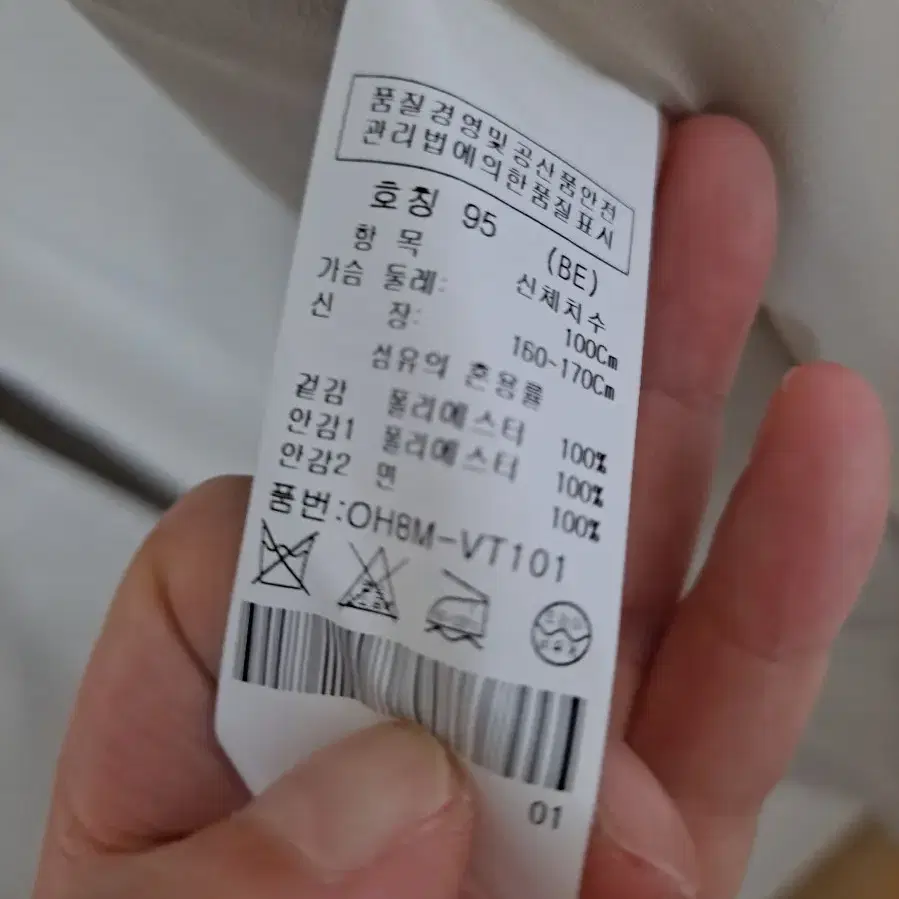 품질경영및공산품안전
관리법에의한품질표시
호칭 95 (BE)
항 목 신체치수
가슴 둘레: 100Cm
신 장: 160~170Cm
섬유의 혼용률
겉감 폴리에스터 100%
안감1 폴리에스터 100%
안감2 면 100%
품번:OH8M-VT101
01